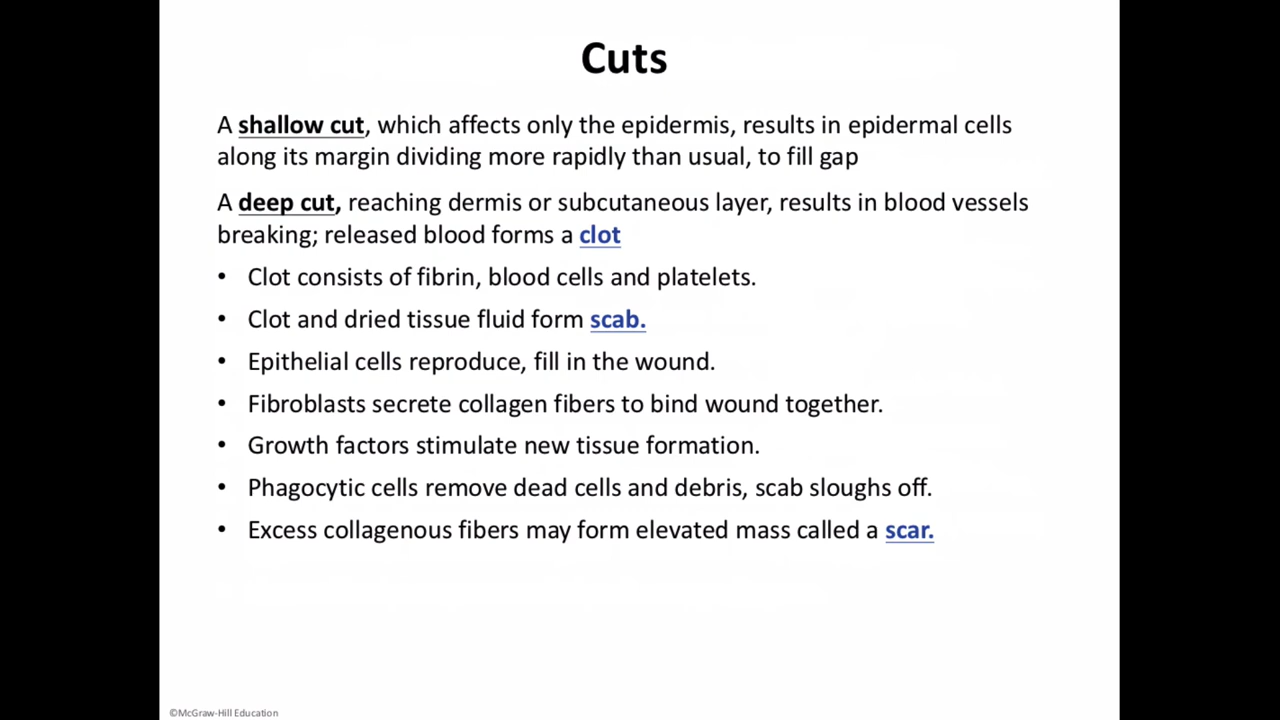 Cuts
A shallow cut, which affects only the epidermis, results in epidermal cells
along its margin dividing more rapidly than usual, to fill gap
A deep cut, reaching dermis or subcutaneous layer, results in blood vessels
breaking; released blood forms a clot
• Clot consists of fibrin, blood cells and platelets.
• Clot and dried tissue fluid form scab.
• Epithelial cells reproduce, fill in the wound.
• Fibroblasts secrete collagen fibers to bind wound together.
• Growth factors stimulate new tissue formation.
• Phagocytic cells remove dead cells and debris, scab sloughs off.
• Excess collagenous fibers may form elevated mass called a scar.
©McGraw-Hill Education